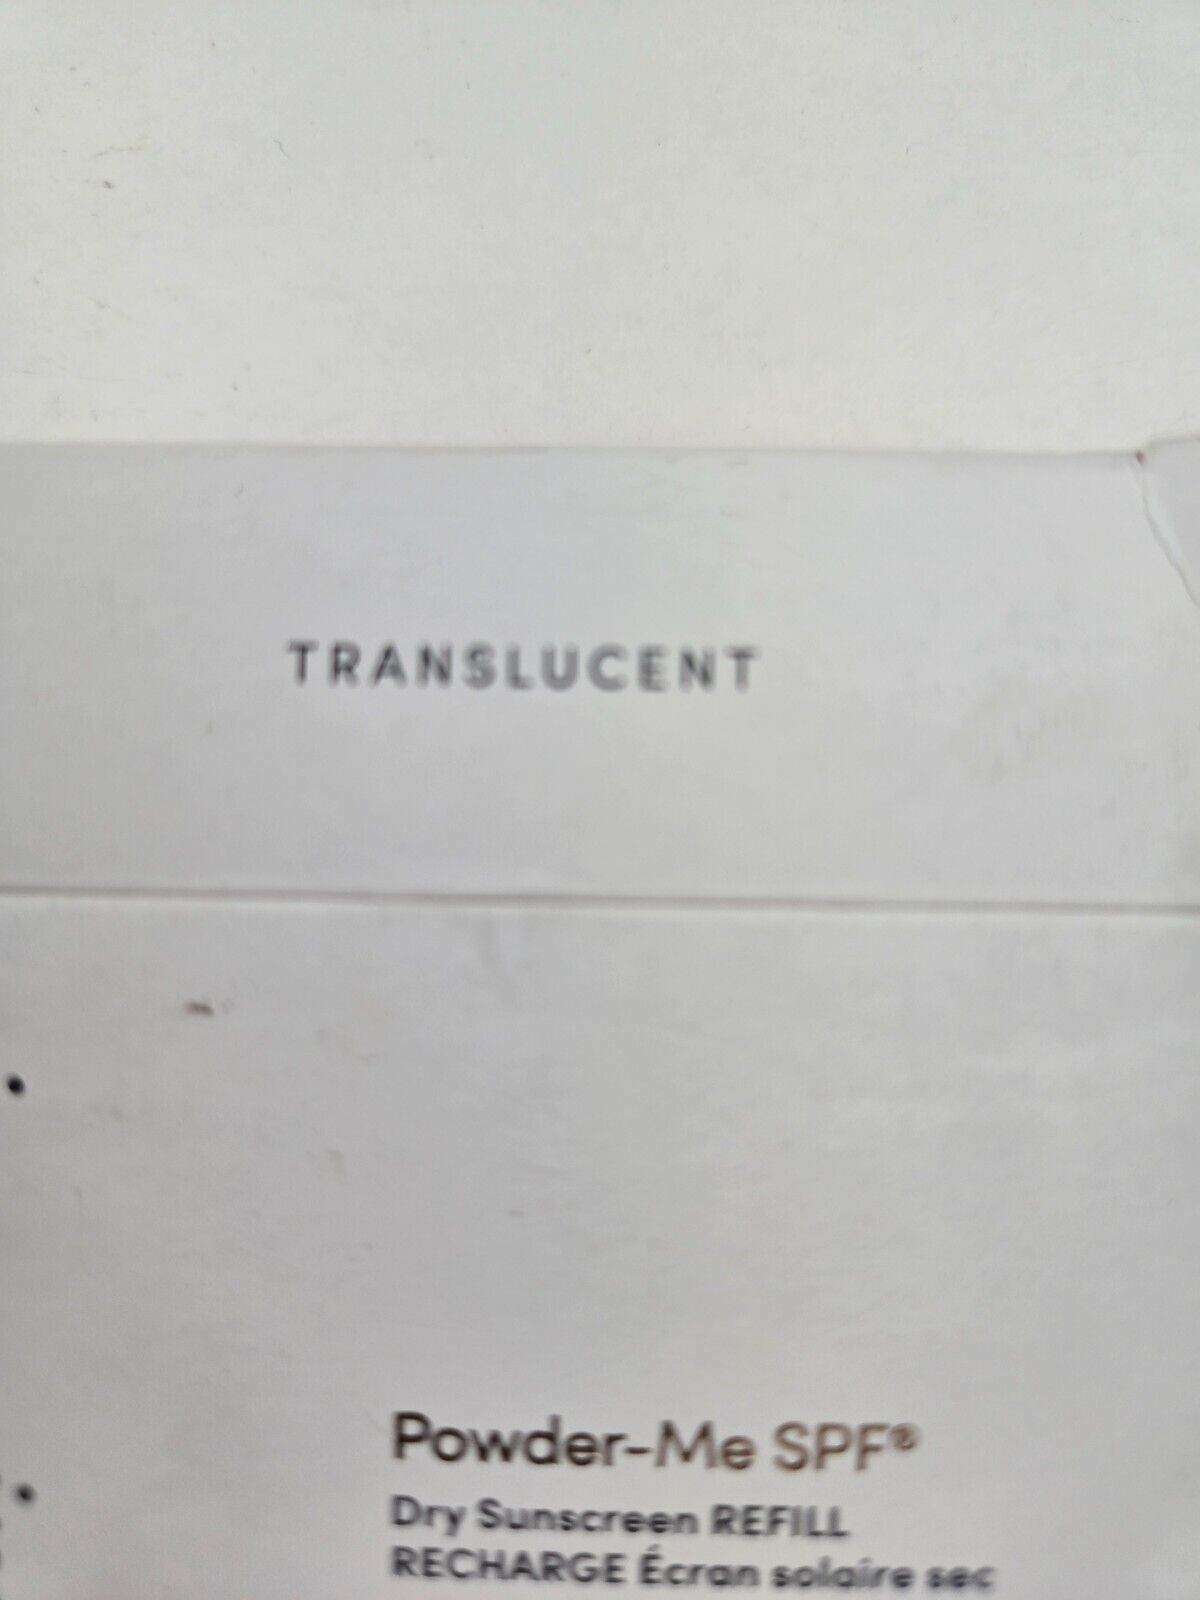 TRANSLUCENT
Powder-Me SPF®
Dry Sunscreen REFILL
RECHARGE Écran solaire sec